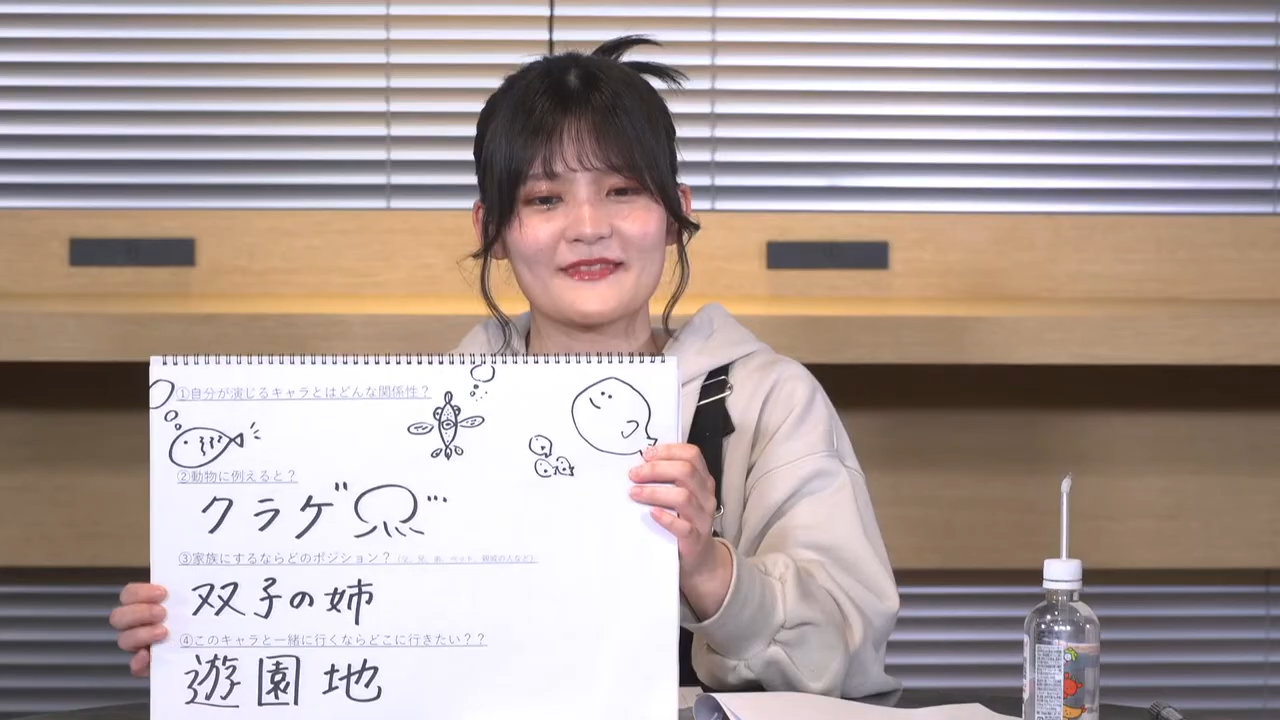 ①自分が演じるキャラとはどんな関係性？
②動物に例えると？
クラゲ
③家族にするならどのポジション？
双子の姉
④このキャラと一緒に行くならどこに行きたい？？
遊園地